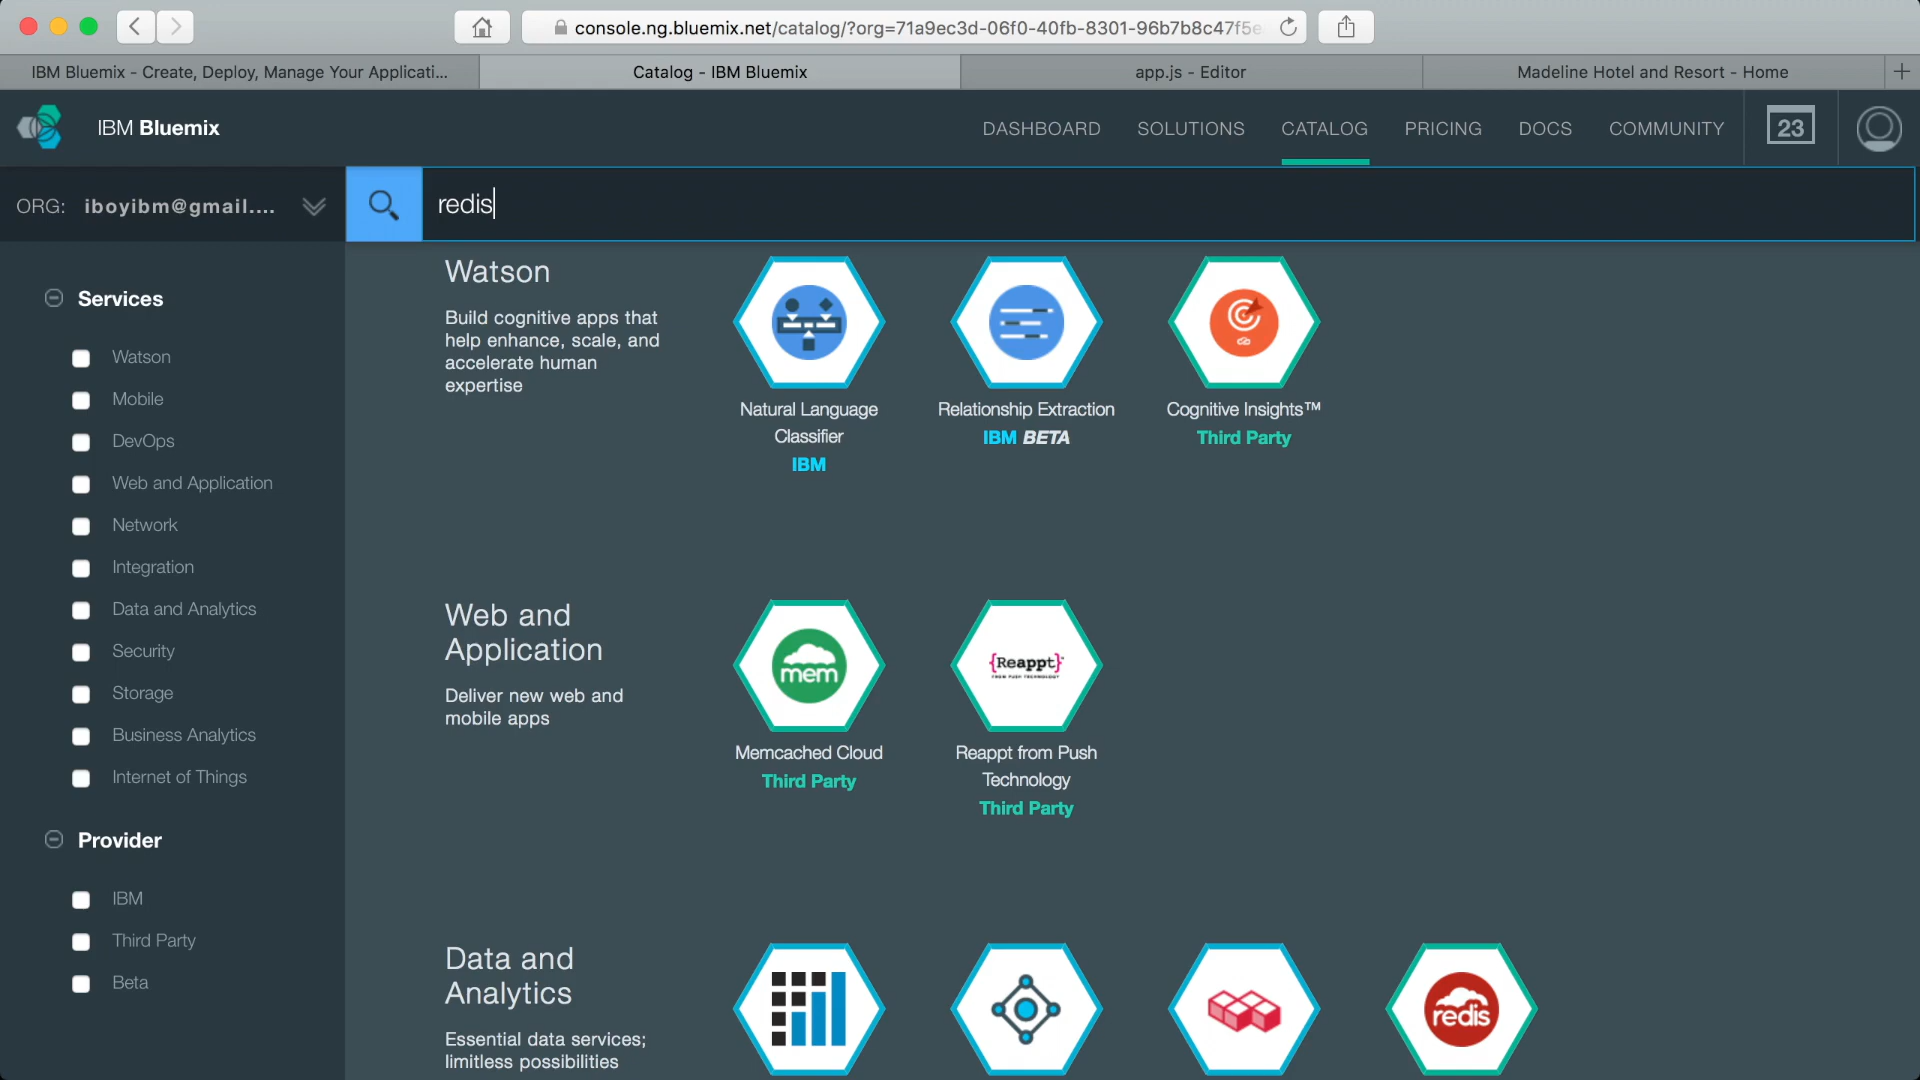 console.ng.bluemix.net/catalog/?org=71a9ec3d-06f0-40fb-8301-96b7b8c47f5e
IBM Bluemix - Create, Deploy, Manage Your Applicati...
Catalog - IBM Bluemix
app.js - Editor
Madeline Hotel and Resort - Home
IBM Bluemix
DASHBOARD
SOLUTIONS
CATALOG
PRICING
DOCS
COMMUNITY
23
ORG: iboyibm@gmail....
redis
Services
Watson
Mobile
DevOps
Web and Application
Network
Integration
Data and Analytics
Security
Storage
Business Analytics
Internet of Things
Provider
IBM
Third Party
Beta
Watson
Build cognitive apps that
help enhance, scale, and
accelerate human
expertise
Natural Language
Classifier
IBM
Relationship Extraction
IBM BETA
Cognitive Insights™
Third Party
Web and
Application
Deliver new web and
mobile apps
mem
Memcached Cloud
Third Party
{Reappt}
FROM PUSH TECHNOLOGY
Reappt from Push
Technology
Third Party
Data and
Analytics
Essential data services;
limitless possibilities
redis